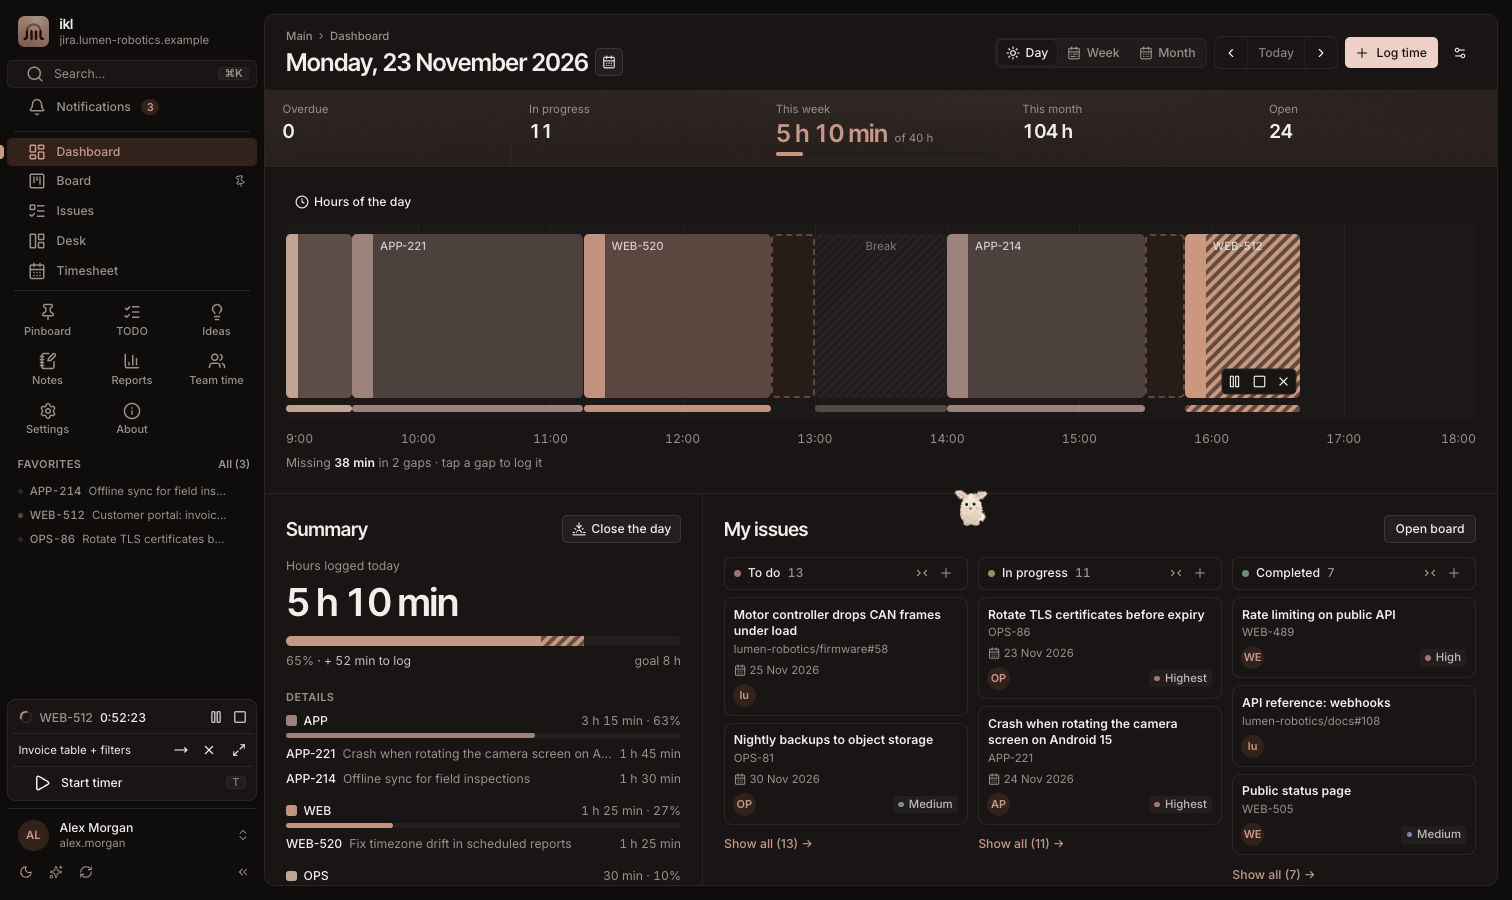 ikl
jira.lumen-robotics.example
Search...
⌘K
Notifications 3
Dashboard
Board
Issues
Desk
Timesheet
Pinboard
TODO
Ideas
Notes
Reports
Team time
Settings
About
FAVORITES
All (3)
APP-214 Offline sync for field ins...
WEB-512 Customer portal: invoic...
OPS-86 Rotate TLS certificates b...
WEB-512 0:52:23
Invoice table + filters
Start timer
T
AL
Alex Morgan
alex.morgan
Main › Dashboard
Monday, 23 November 2026
Day
Week
Month
Today
Log time
Overdue
0
In progress
11
This week
5 h 10 min of 40 h
This month
104 h
Open
24
Hours of the day
APP-221
WEB-520
Break
APP-214
WEB-512
9:00
10:00
11:00
12:00
13:00
14:00
15:00
16:00
17:00
18:00
Missing 38 min in 2 gaps · tap a gap to log it
Summary
Close the day
Hours logged today
5 h 10 min
65% · + 52 min to log
goal 8 h
DETAILS
APP
3 h 15 min · 63%
APP-221 Crash when rotating the camera screen on A... 1 h 45 min
APP-214 Offline sync for field inspections 1 h 30 min
WEB
1 h 25 min · 27%
WEB-520 Fix timezone drift in scheduled reports 1 h 25 min
OPS
30 min · 10%
My issues
Open board
To do 13
Motor controller drops CAN frames
under load
lumen-robotics/firmware#58
25 Nov 2026
lu
Nightly backups to object storage
OPS-81
30 Nov 2026
OP
Medium
Show all (13) →
In progress 11
Rotate TLS certificates before expiry
OPS-86
23 Nov 2026
OP
Highest
Crash when rotating the camera
screen on Android 15
APP-221
24 Nov 2026
AP
Highest
Show all (11) →
Completed 7
Rate limiting on public API
WEB-489
WE
High
API reference: webhooks
lumen-robotics/docs#108
lu
Public status page
WEB-505
WE
Medium
Show all (7) →